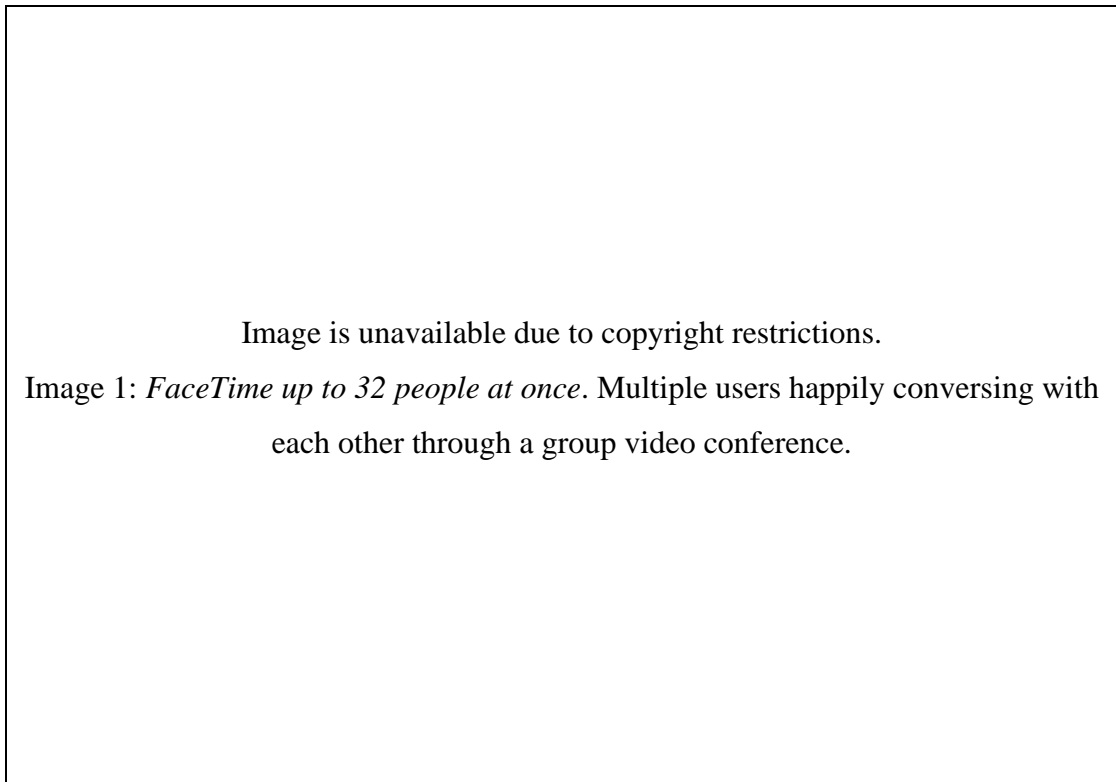 Image is unavailable due to copyright restrictions.
Image 1: FaceTime up to 32 people at once. Multiple users happily conversing with
each other through a group video conference.